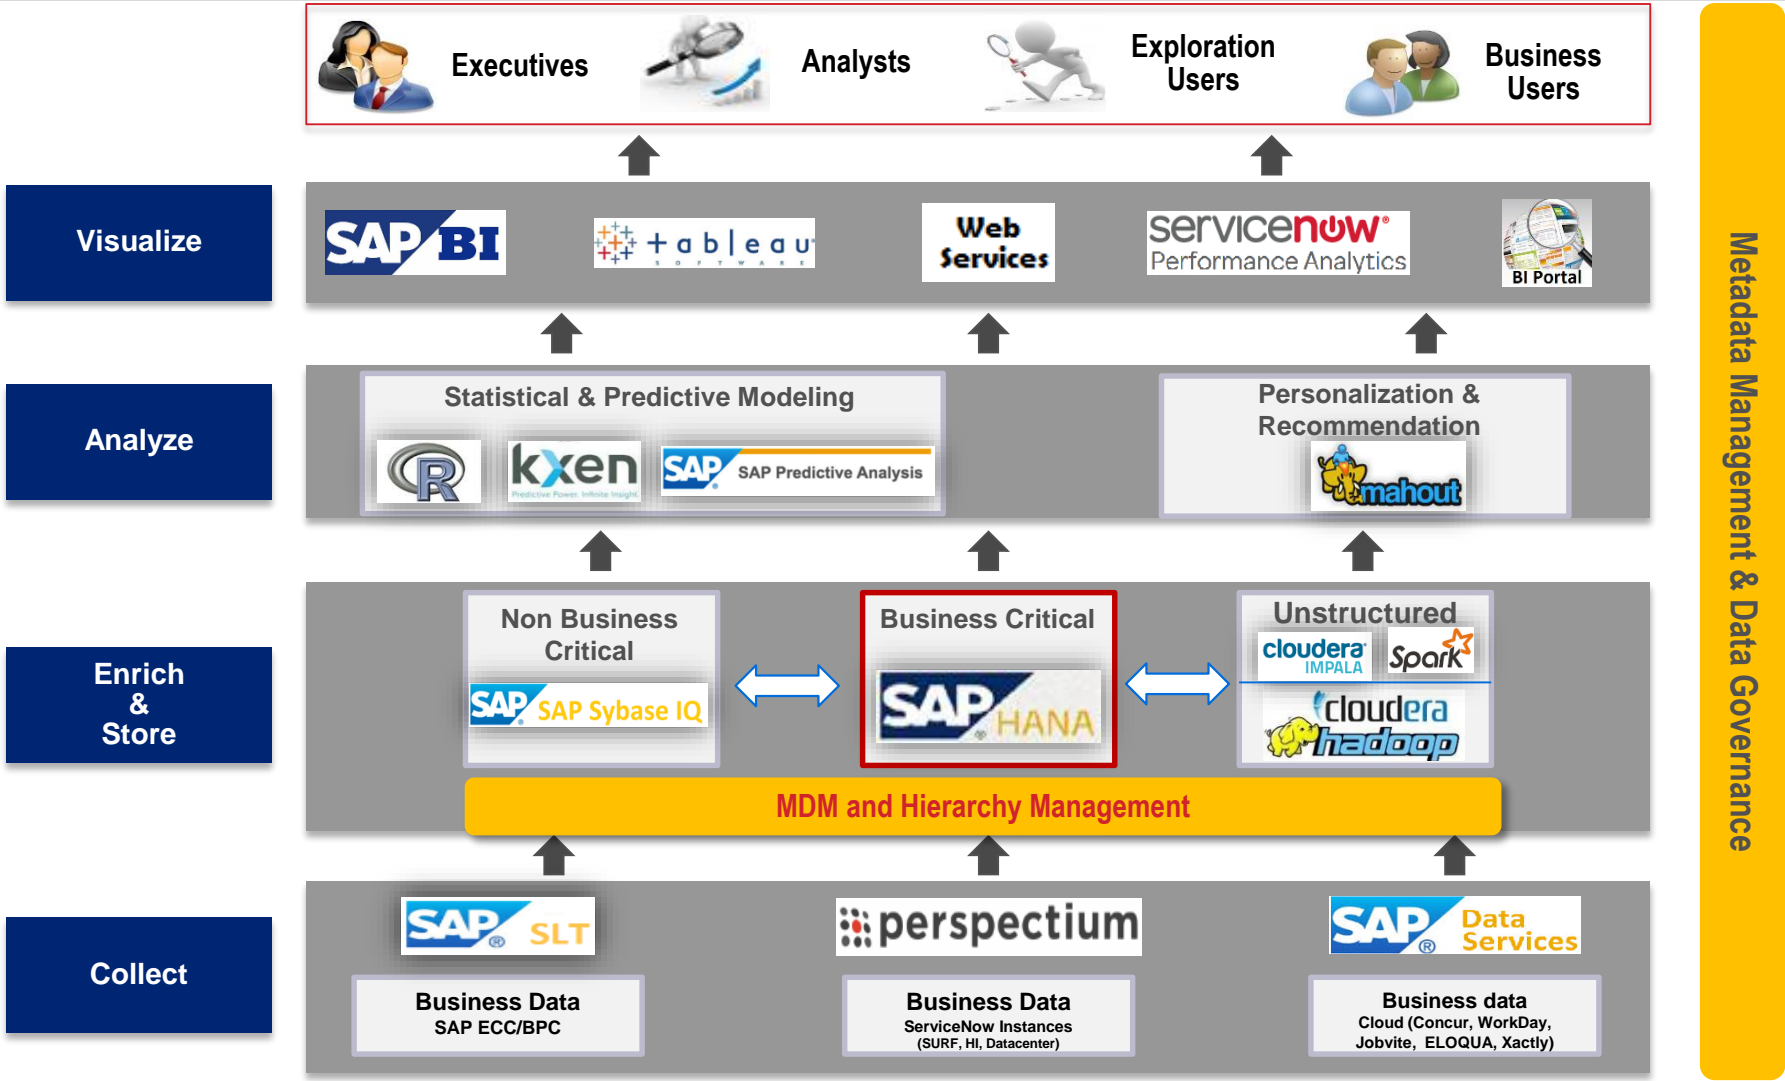 Executives
Analysts
Exploration
Users
Business
Users
Visualize
SAP BI
+ableau
SOFTWARE
Web
Services
servicenow
Performance Analytics
BI Portal
Analyze
Statistical & Predictive Modeling
R
kxen
Predictive Power. Infinite Insight.
SAP SAP Predictive Analysis
Personalization &
Recommendation
mahout
Enrich
&
Store
Non Business
Critical
SAP SAP Sybase IQ
Business Critical
SAP HANA
Unstructured
cloudera
IMPALA
Spark
cloudera
hadoop
MDM and Hierarchy Management
Collect
SAP SLT
Business Data
SAP ECC/BPC
perspectium
Business Data
ServiceNow Instances
(SURF, HI, Datacenter)
SAP Data
Services
Business data
Cloud (Concur, WorkDay,
Jobvite, ELOQUA, Xactly)
Metadata Management & Data Governance